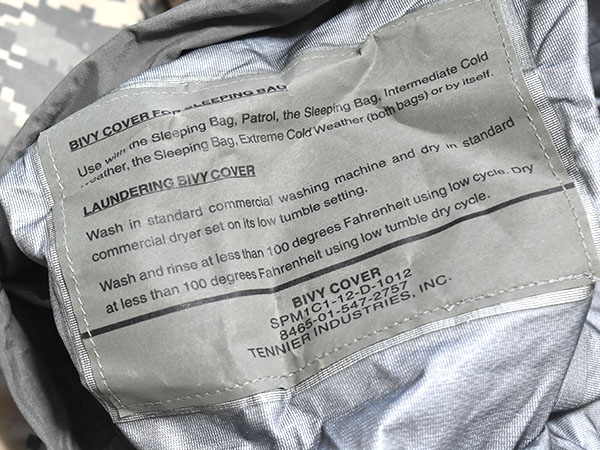 BIVY COVER FOR SLEEPING BAG
Use with the Sleeping Bag, Patrol, the Sleeping Bag, Intermediate Cold
Weather, the Sleeping Bag, Extreme Cold Weather (both bags) or by itself.
LAUNDERING BIVY COVER
Wash in standard commercial washing machine and dry in standard
commercial dryer set on its low tumble setting.
Wash and rinse at less than 100 degrees Fahrenheit using low cycle. Dry
at less than 100 degrees Fahrenheit using low tumble dry cycle.
BIVY COVER
SPM1C1-12-D-1012
8465-01-547-2757
TENNIER INDUSTRIES, INC.